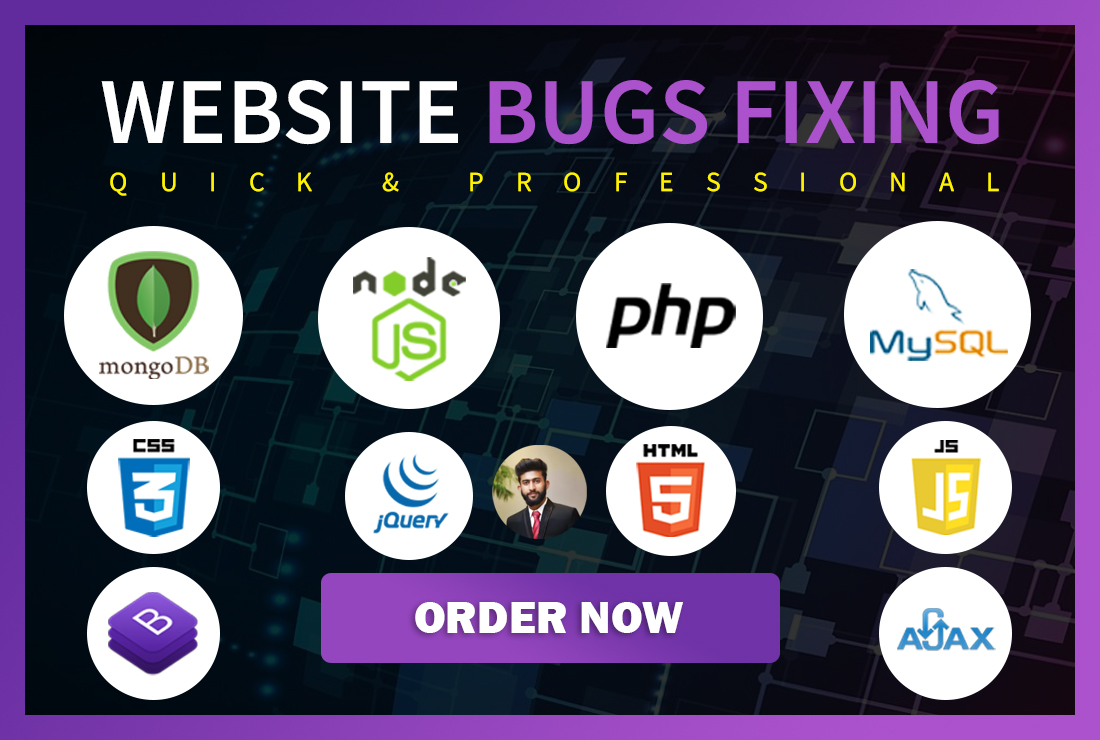 WEBSITE BUGS FIXING
QUICK & PROFESSIONAL
mongoDB
node
JS
php
MySQL
CSS
3
jQuery
HTML
5
JS
JS
B
ORDER NOW
AJAX